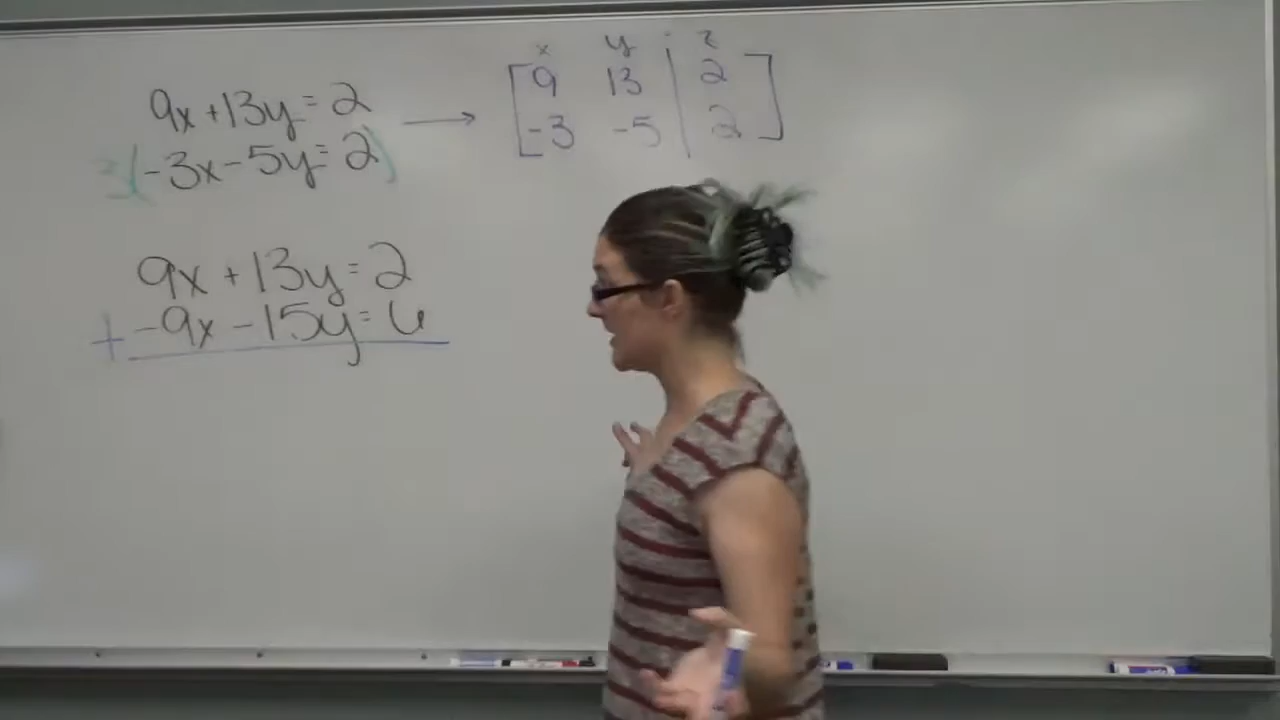 9x+13y=2
3(-3x-5y=2)
9x+13y=2
+ -9x-15y=6
x y z
9 13 2
-3 -5 2